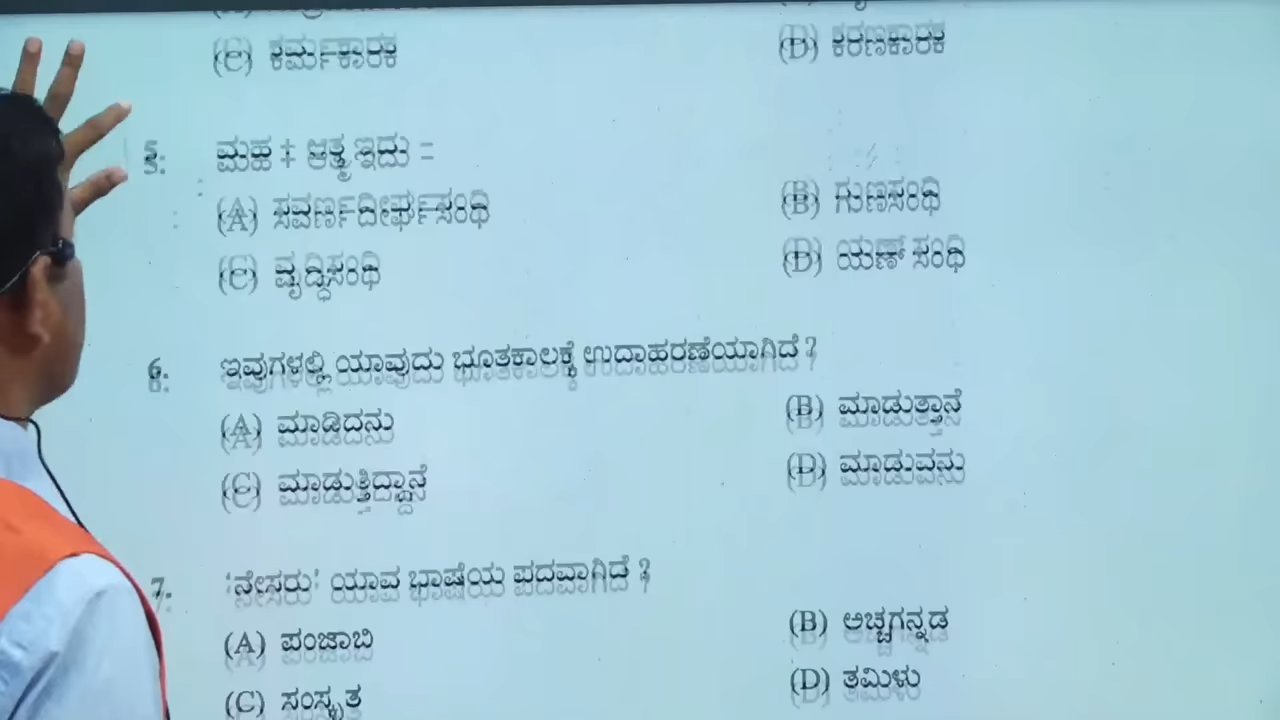 (C) ಕರ್ಮಕಾರಕ (D) ಕರಣಕಾರಕ
5. ಮಹ + ಆತ್ಮ ಇದು =
(A) ಸವರ್ಣದೀರ್ಘಸಂಧಿ (B) ಗುಣಸಂಧಿ
(C) ವೃದ್ಧಿಸಂಧಿ (D) ಯಣ್ ಸಂಧಿ
6. ಇವುಗಳಲ್ಲಿ ಯಾವುದು ಭೂತಕಾಲಕ್ಕೆ ಉದಾಹರಣೆಯಾಗಿದೆ ?
(A) ಮಾಡಿದನು (B) ಮಾಡುತ್ತಾನೆ
(C) ಮಾಡುತ್ತಿದ್ದಾನೆ (D) ಮಾಡುವನು
7. 'ನೇಸರು' ಯಾವ ಭಾಷೆಯ ಪದವಾಗಿದೆ ?
(A) ಪಂಜಾಬಿ (B) ಅಚ್ಚಗನ್ನಡ
(C) ಸಂಸ್ಕೃತ (D) ತಮಿಳು